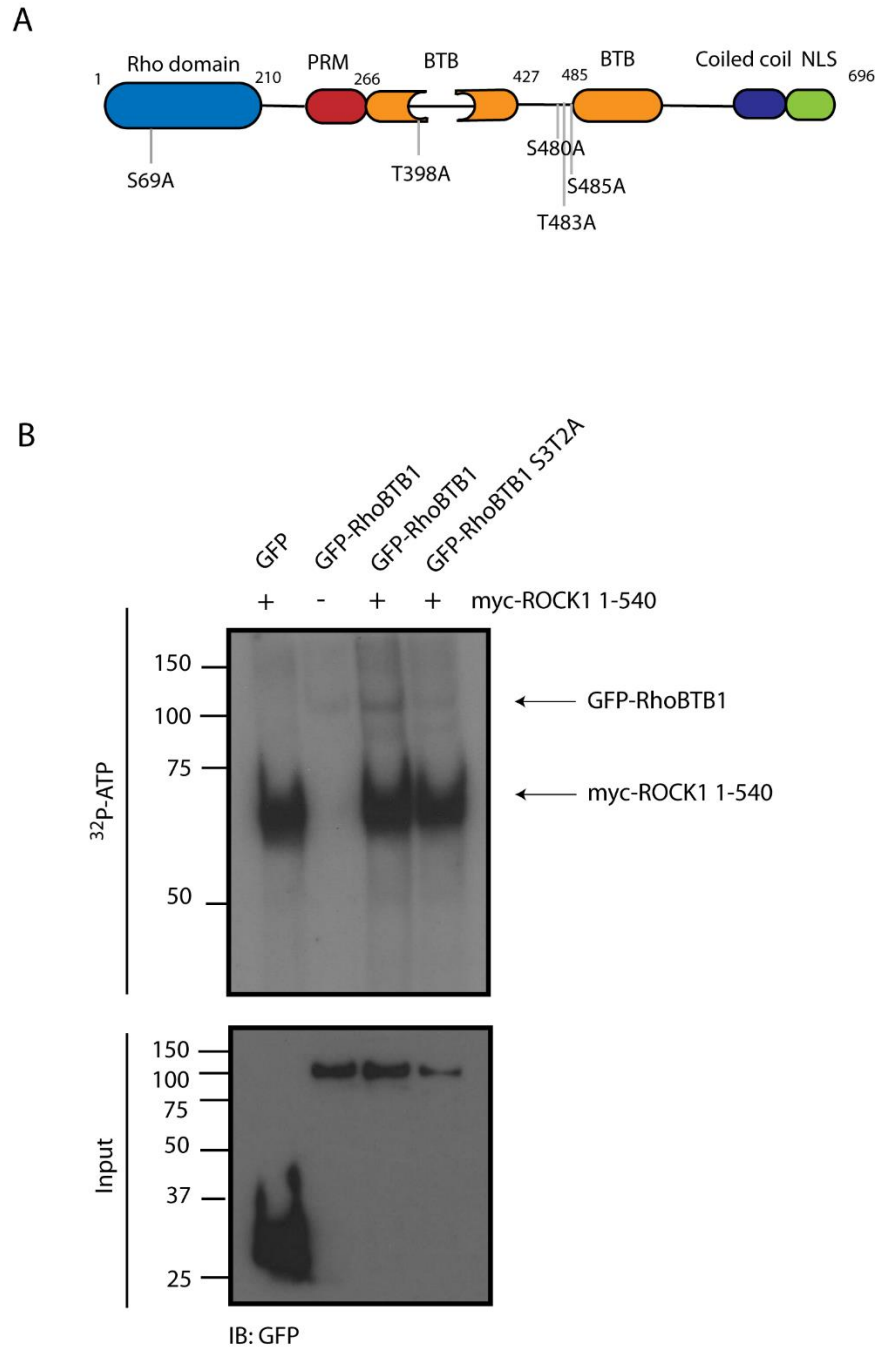 A
Rho domain PRM BTB BTB Coiled coil NLS
1 210 266 427 485 696
S69A T398A S480A
S485A
T483A
B
GFP
GFP-RhoBTB1
GFP-RhoBTB1
GFP-RhoBTB1 S3T2A
+ - + + myc-ROCK1 1-540
32P-ATP
150
100
75
50
GFP-RhoBTB1
myc-ROCK1 1-540
Input
150
100
75
50
37
25
IB: GFP